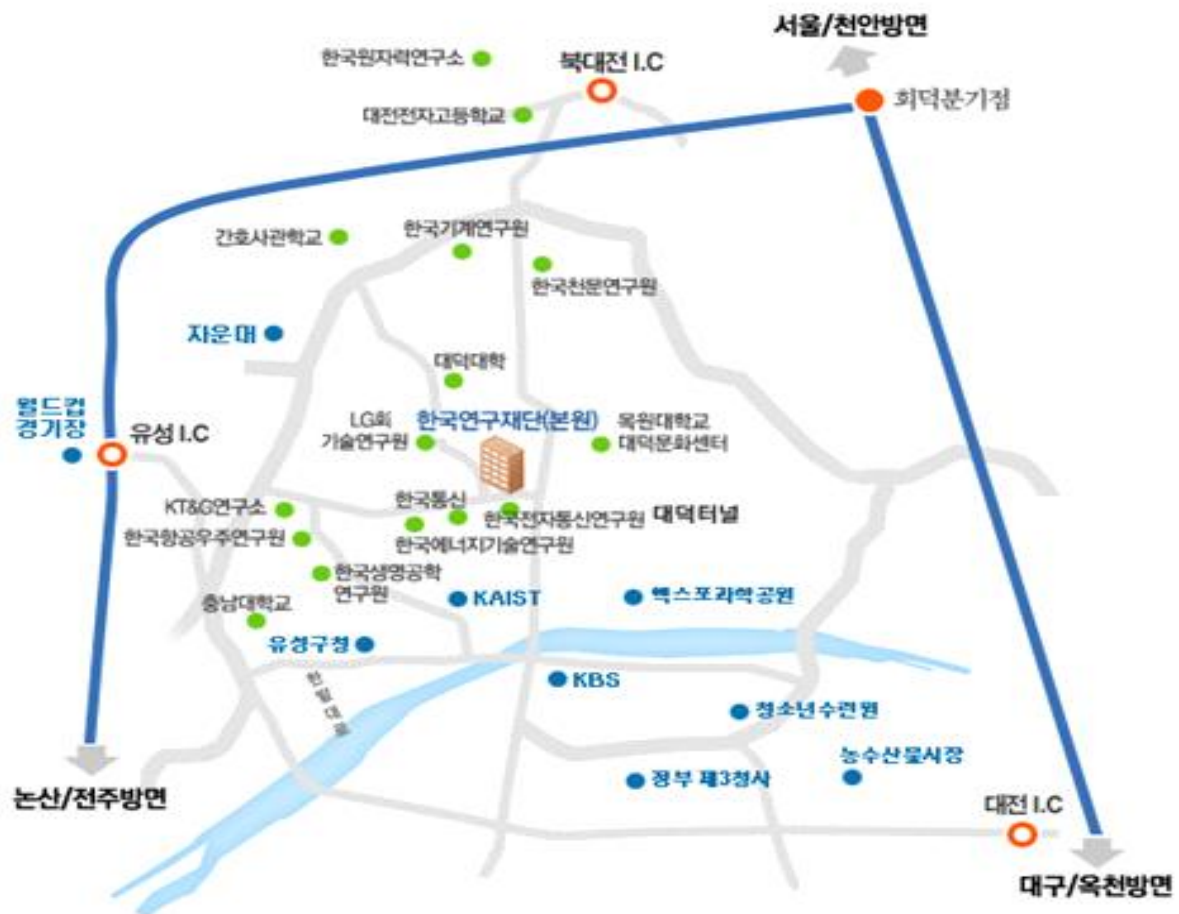 서울/천안방면
한국원자력연구소
북대전 I.C
회덕분기점
대전전자고등학교
간호사관학교
한국기계연구원
한국천문연구원
자운대
대덕대학
월드컵
경기장
유성 I.C
LG화
기술연구원
한국연구재단(본원)
목원대학교
대덕문화센터
KT&G연구소
한국통신
한국전자통신연구원
대덕터널
한국항공우주연구원
한국에너지기술연구원
한국생명공학
연구원
KAIST
엑스포과학공원
충남대학교
유성구청
KBS
한밭대로
청소년수련원
농수산물시장
정부 제3청사
논산/전주방면
대전 I.C
대구/옥천방면